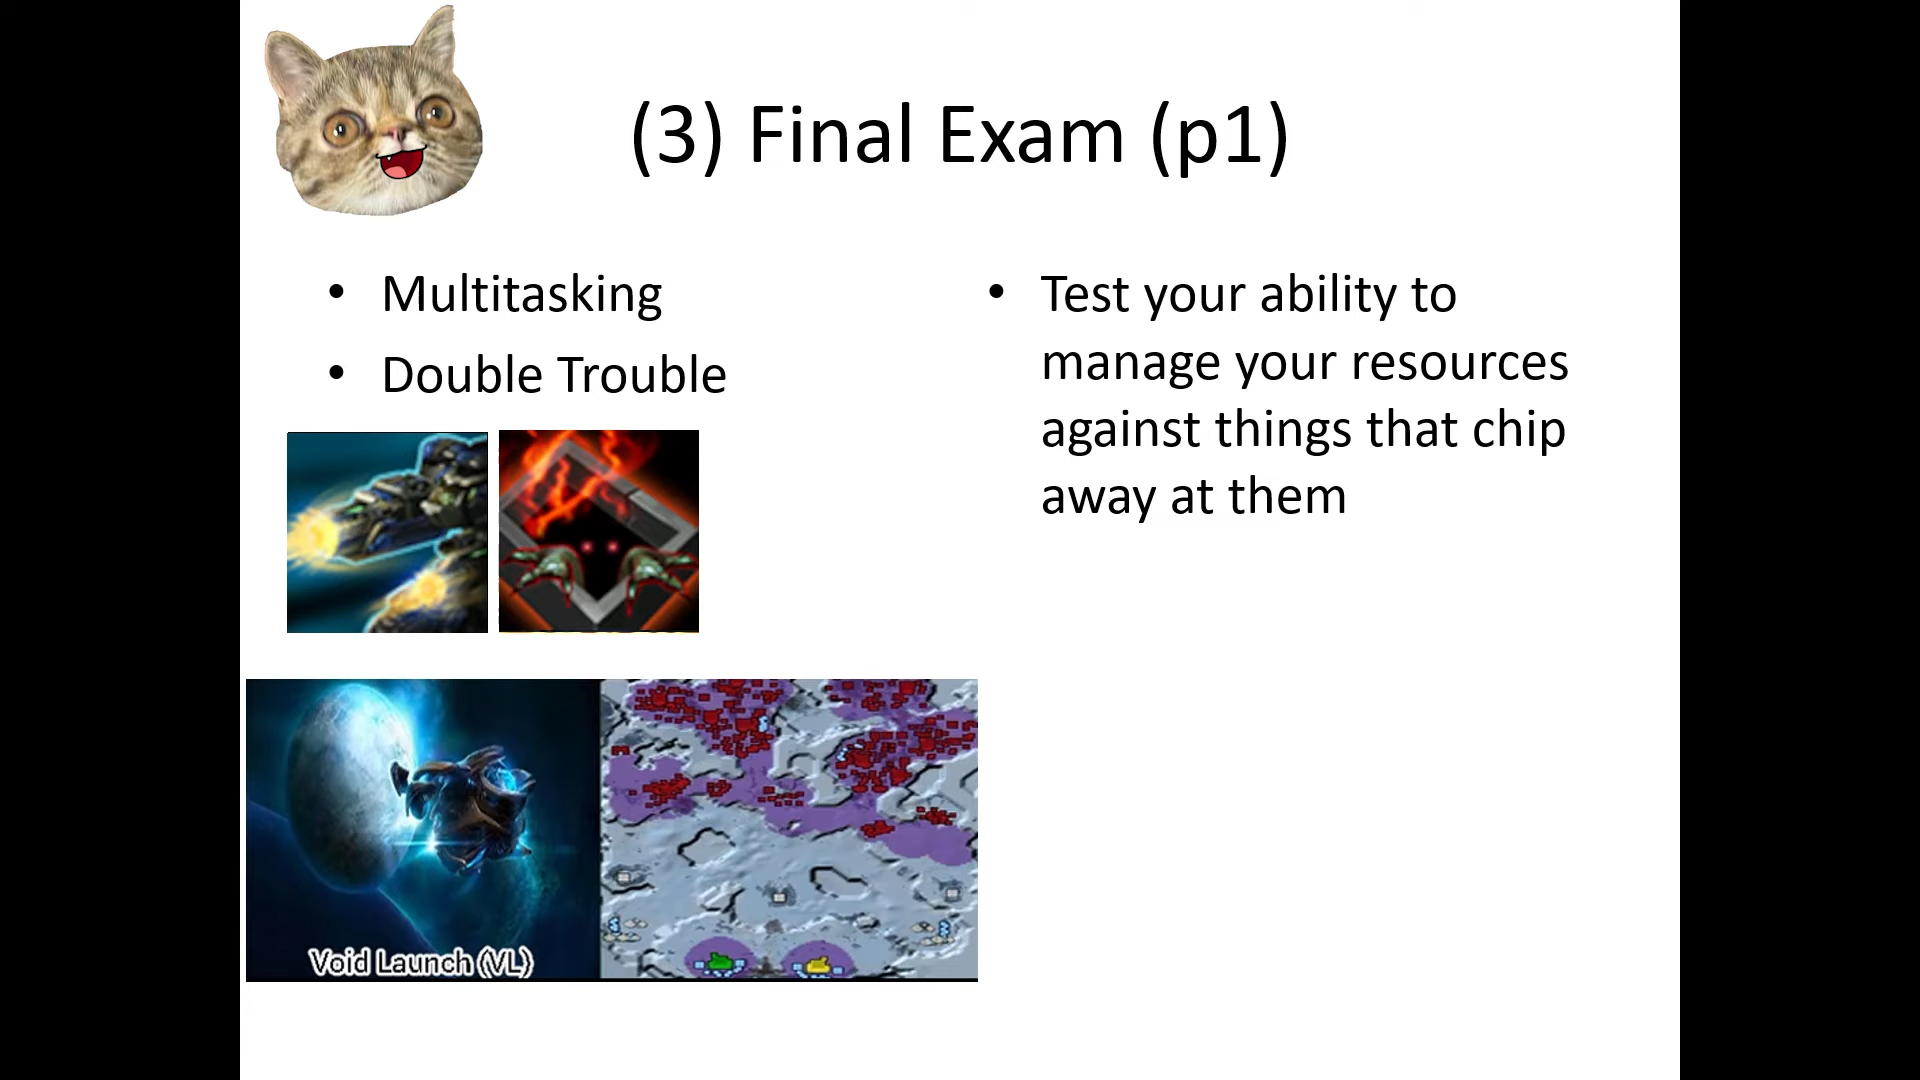 (3) Final Exam (p1)
• Multitasking
• Double Trouble
• Test your ability to
manage your resources
against things that chip
away at them
Void Launch (VL)